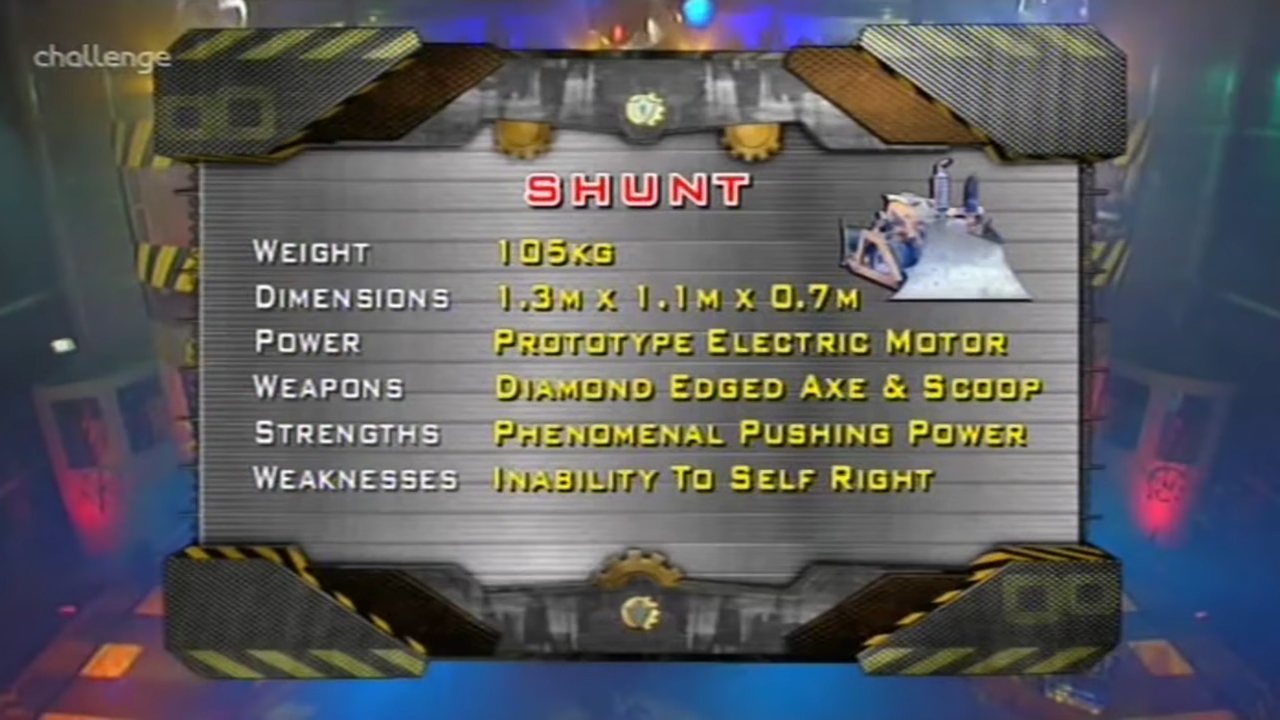 challenge
SHUNT
WEIGHT 105KG
DIMENSIONS 1.3M X 1.1M X 0.7M
POWER PROTOTYPE ELECTRIC MOTOR
WEAPONS DIAMOND EDGED AXE & SCOOP
STRENGTHS PHENOMENAL PUSHING POWER
WEAKNESSES INABILITY TO SELF RIGHT